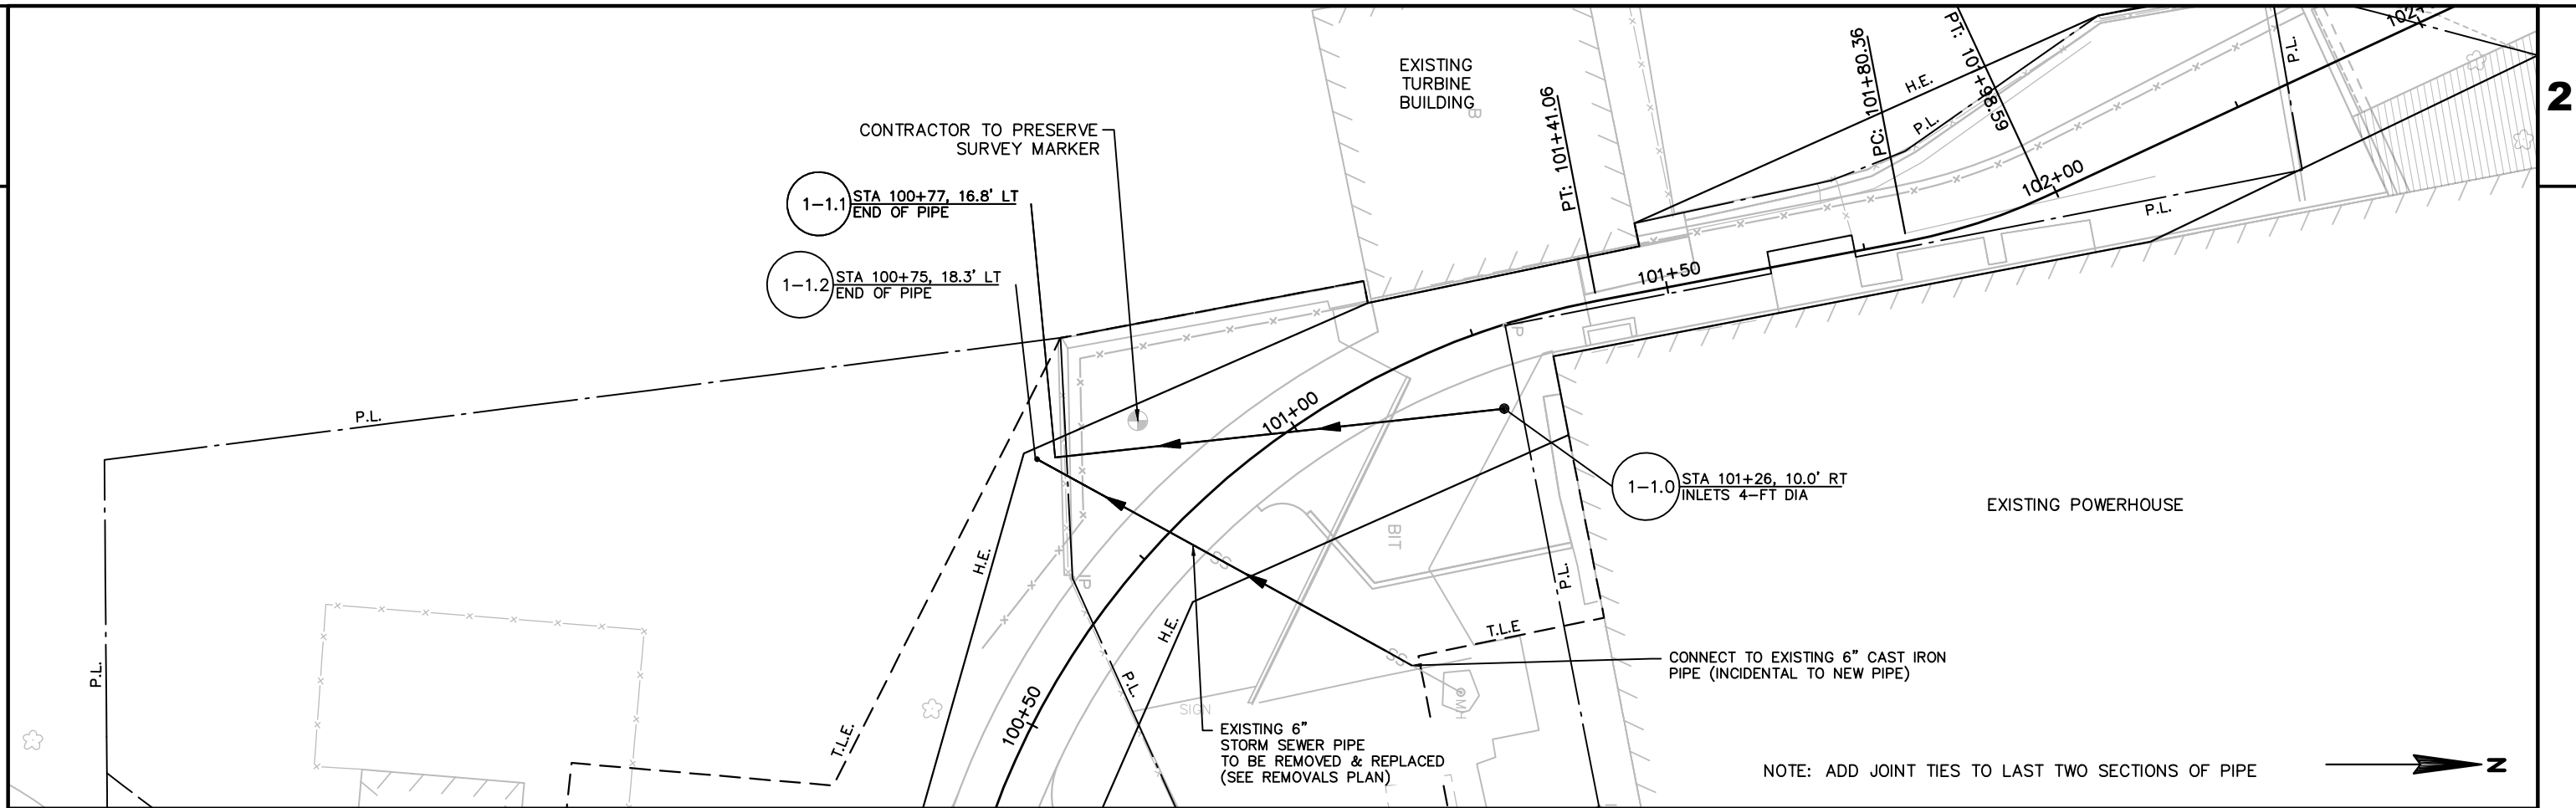 2
EXISTING
TURBINE
BUILDING
B
PT: 101+41.06
PC: 101+80.36
PT: 101+98.59
H.E.
P.L.
P.L.
102+
CONTRACTOR TO PRESERVE
SURVEY MARKER
1-1.1
STA 100+77, 16.8' LT
END OF PIPE
1-1.2
STA 100+75, 18.3' LT
END OF PIPE
102+00
P.L.
101+50
P
P.L.
101+00
1-1.0
STA 101+26, 10.0' RT
INLETS 4-FT DIA
EXISTING POWERHOUSE
BIT
H.E.
SS
IP
P.L.
H.E.
T.L.E
SS
P.L.
P.L.
CONNECT TO EXISTING 6" CAST IRON
PIPE (INCIDENTAL TO NEW PIPE)
MH
SIGN
100+50
T.L.E.
EXISTING 6"
STORM SEWER PIPE
TO BE REMOVED & REPLACED
(SEE REMOVALS PLAN)
NOTE: ADD JOINT TIES TO LAST TWO SECTIONS OF PIPE
N